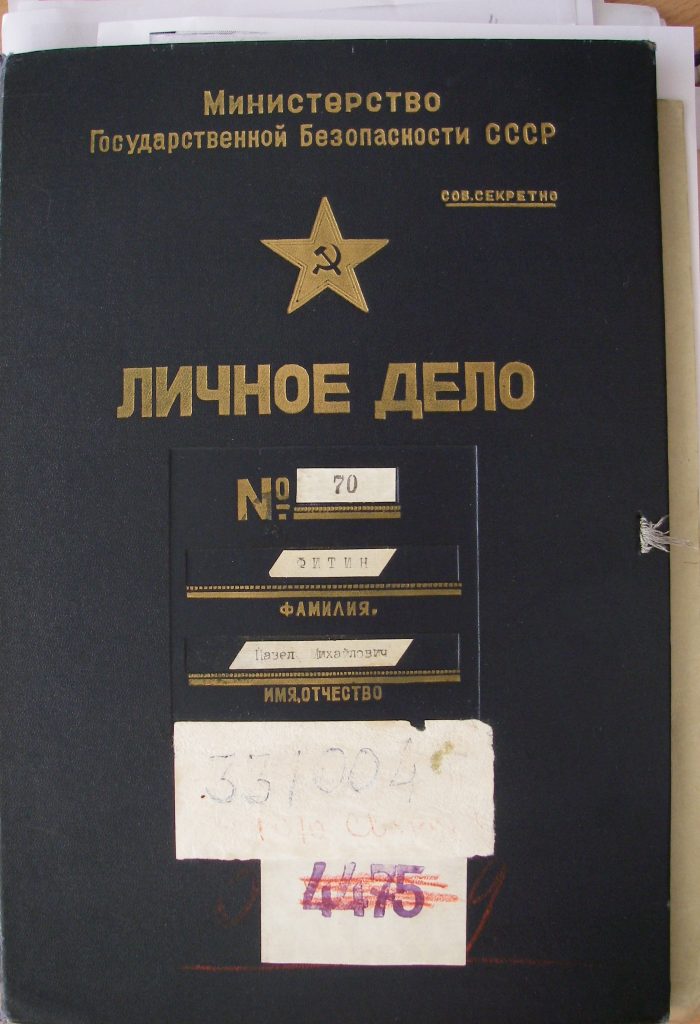 Министерство
Государственной Безопасности СССР
СОВ.СЕКРЕТНО
ЛИЧНОЕ ДЕЛО
№ 70
ФИТИН
ФАМИЛИЯ.
Павел Михайлович
ИМЯ,ОТЧЕСТВО
331004
4475